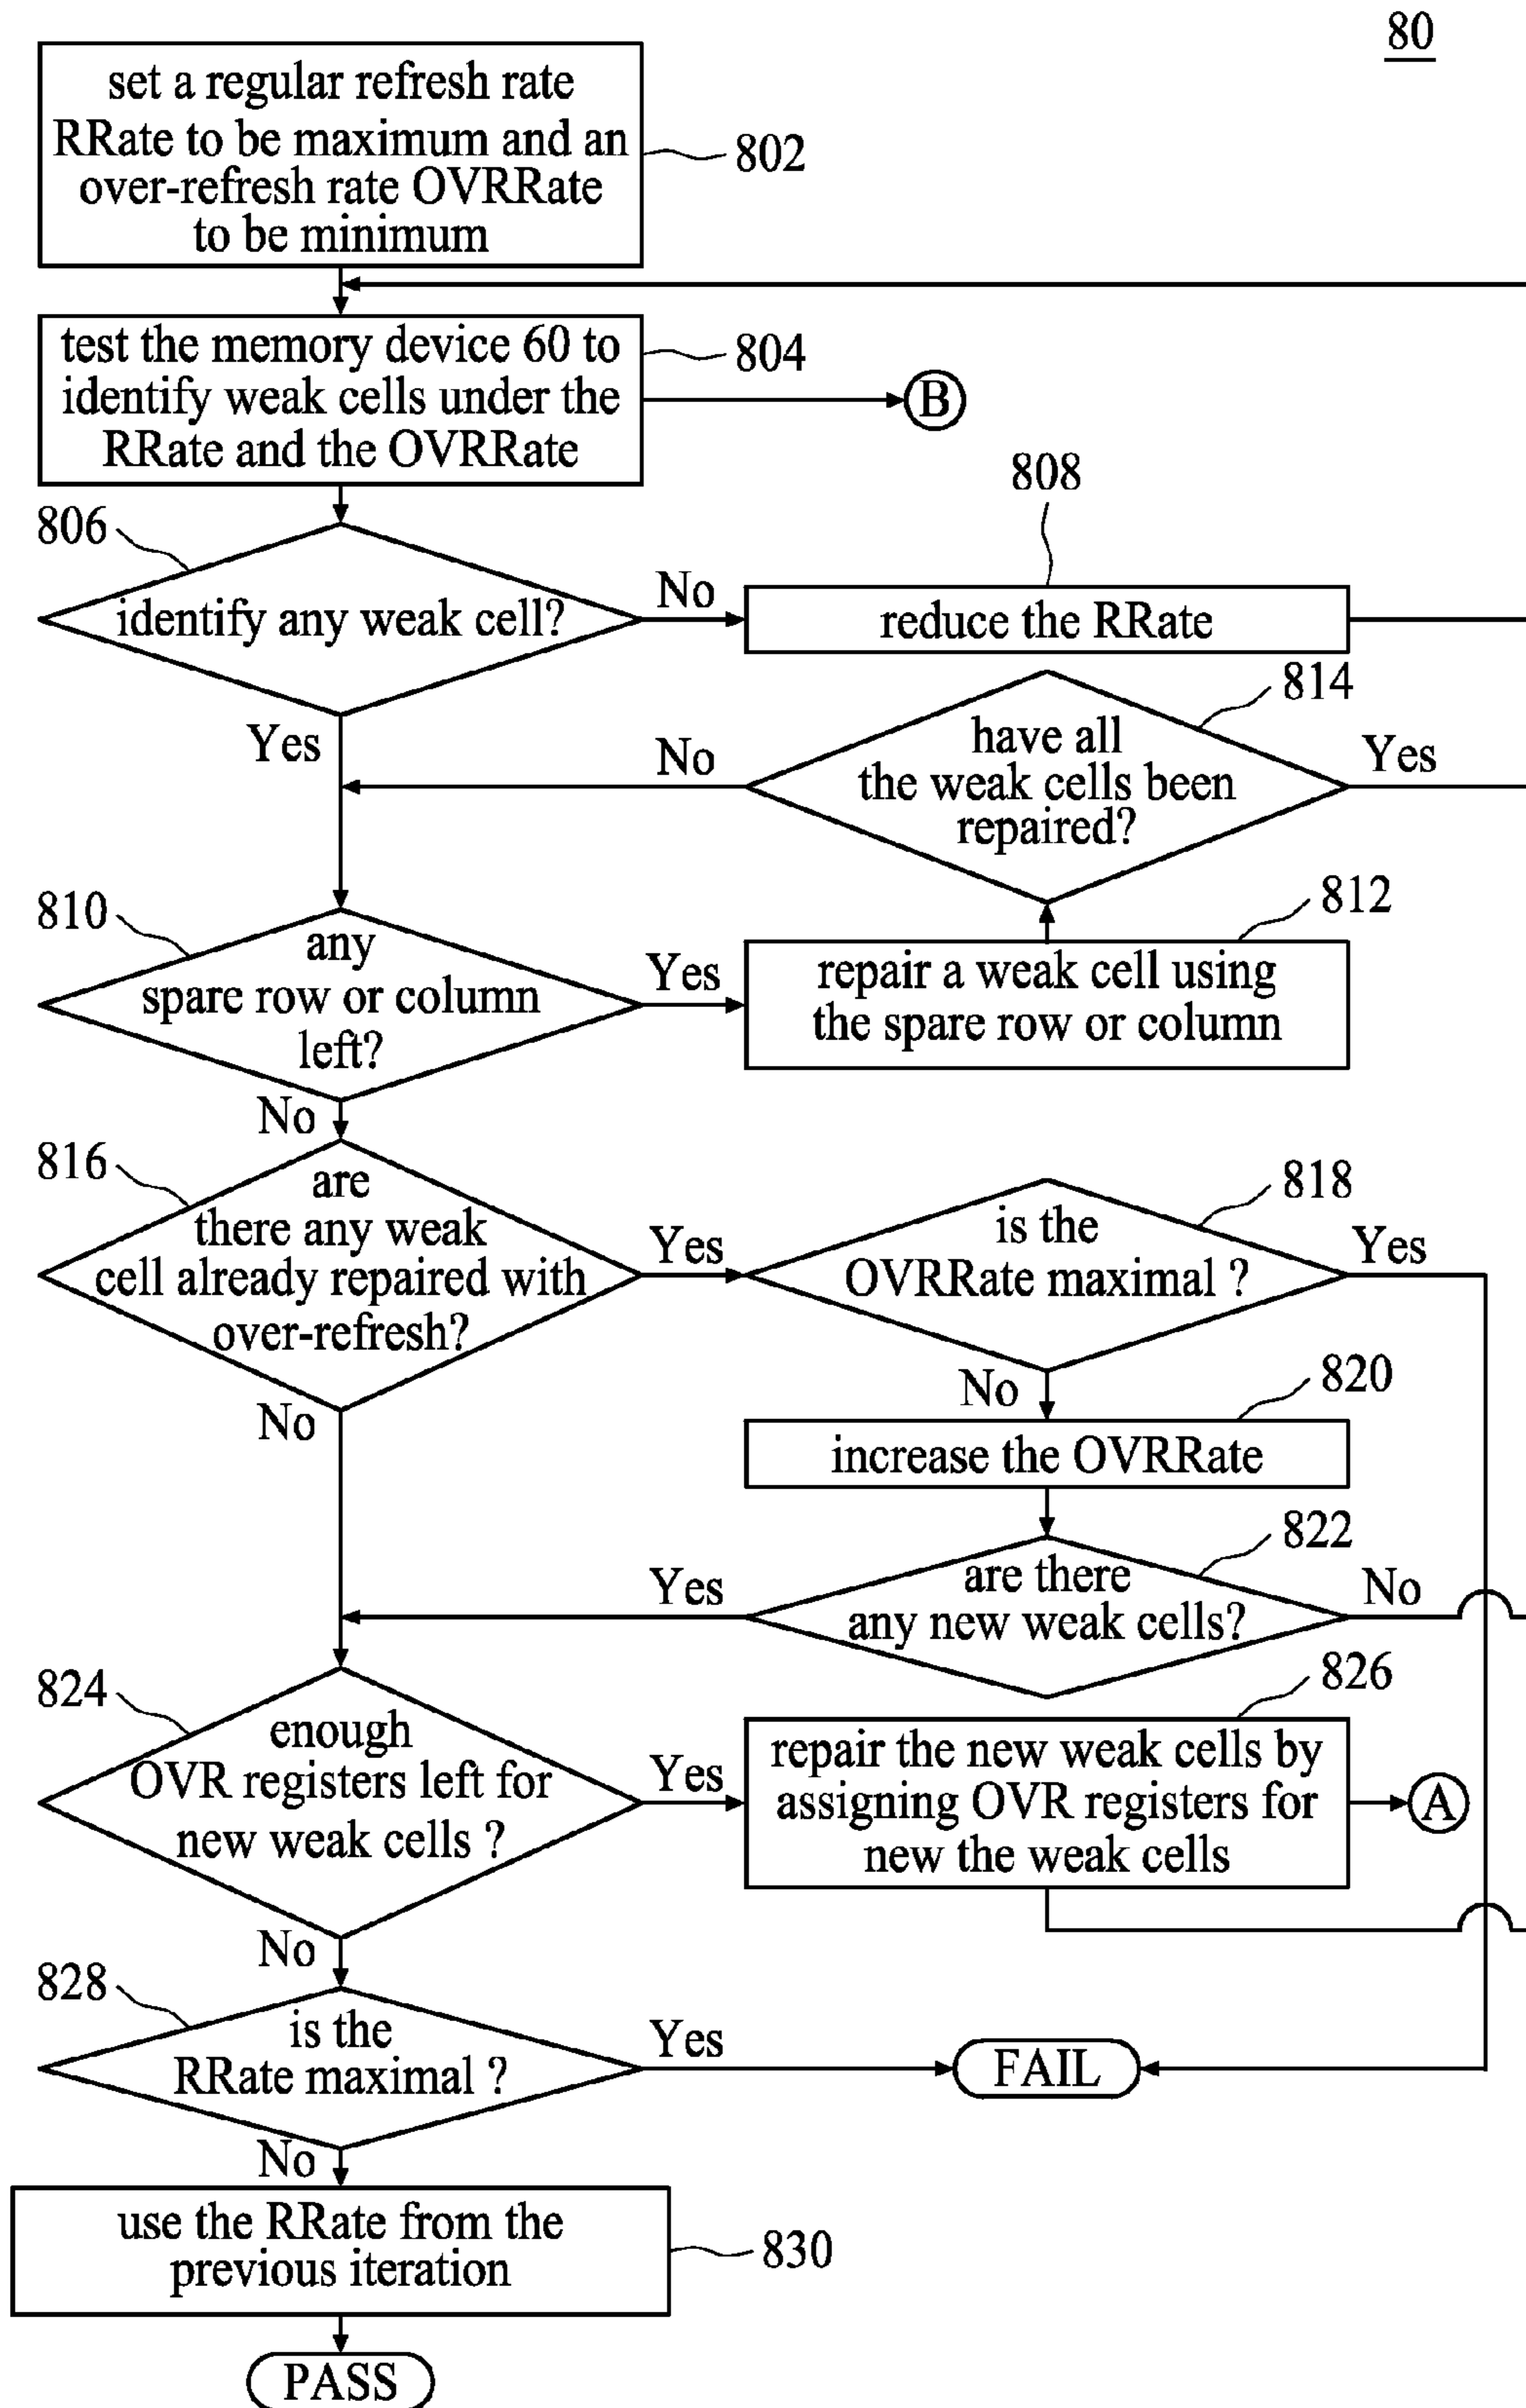 80
set a regular refresh rate
RRate to be maximum and an
over-refresh rate OVRRate
to be minimum
802
test the memory device 60 to
identify weak cells under the
RRate and the OVRRate
804
B
806
identify any weak cell?
No
808
reduce the RRate
Yes
814
have all
the weak cells been
repaired?
No
Yes
810
any
spare row or column
left?
Yes
812
repair a weak cell using
the spare row or column
No
816
are
there any weak
cell already repaired with
over-refresh?
Yes
818
is the
OVRRate maximal ?
Yes
No
No
820
increase the OVRRate
822
are there
any new weak cells?
Yes
No
824
enough
OVR registers left for
new weak cells ?
Yes
826
repair the new weak cells by
assigning OVR registers for
new the weak cells
A
No
828
is the
RRate maximal ?
Yes
FAIL
No
use the RRate from the
previous iteration
830
PASS